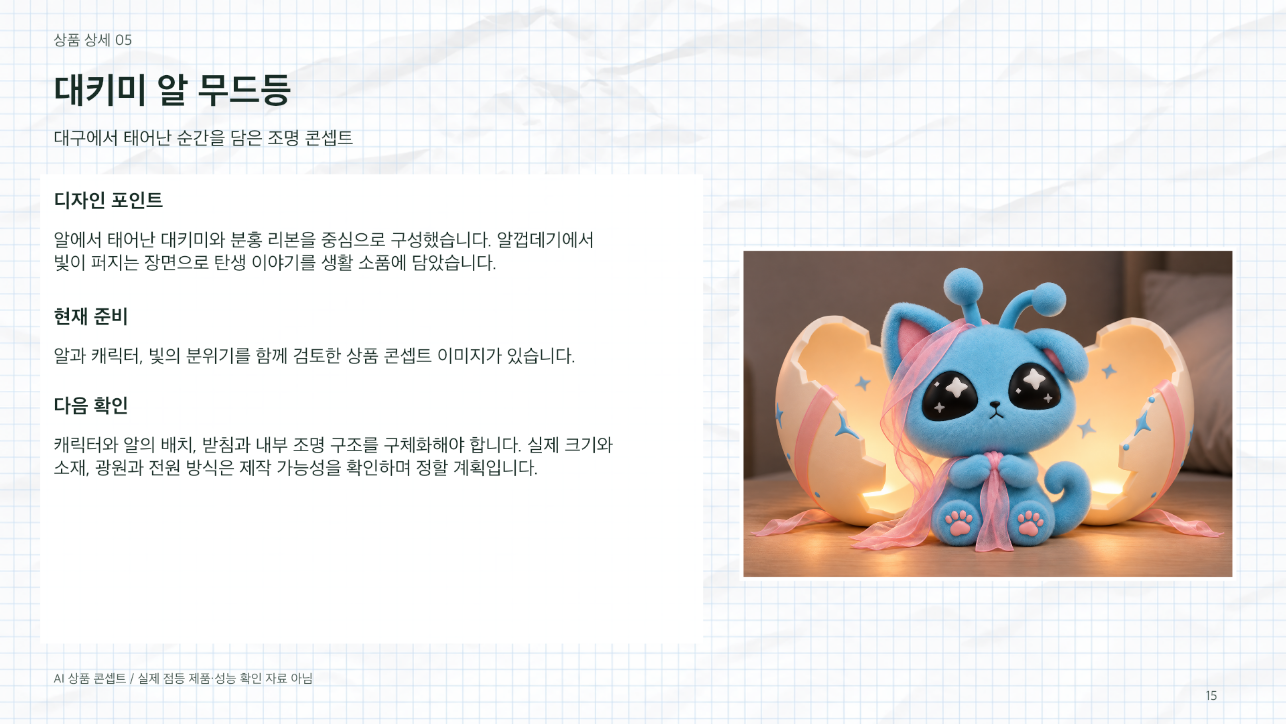 상품 상세 05
대키미 알 무드등
대구에서 태어난 순간을 담은 조명 콘셉트
디자인 포인트
알에서 태어난 대키미와 분홍 리본을 중심으로 구성했습니다. 알껍데기에서
빛이 퍼지는 장면으로 탄생 이야기를 생활 소품에 담았습니다.
현재 준비
알과 캐릭터, 빛의 분위기를 함께 검토한 상품 콘셉트 이미지가 있습니다.
다음 확인
캐릭터와 알의 배치, 받침과 내부 조명 구조를 구체화해야 합니다. 실제 크기와
소재, 광원과 전원 방식은 제작 가능성을 확인하며 정할 계획입니다.
AI 상품 콘셉트 / 실제 점등 제품·성능 확인 자료 아님
15